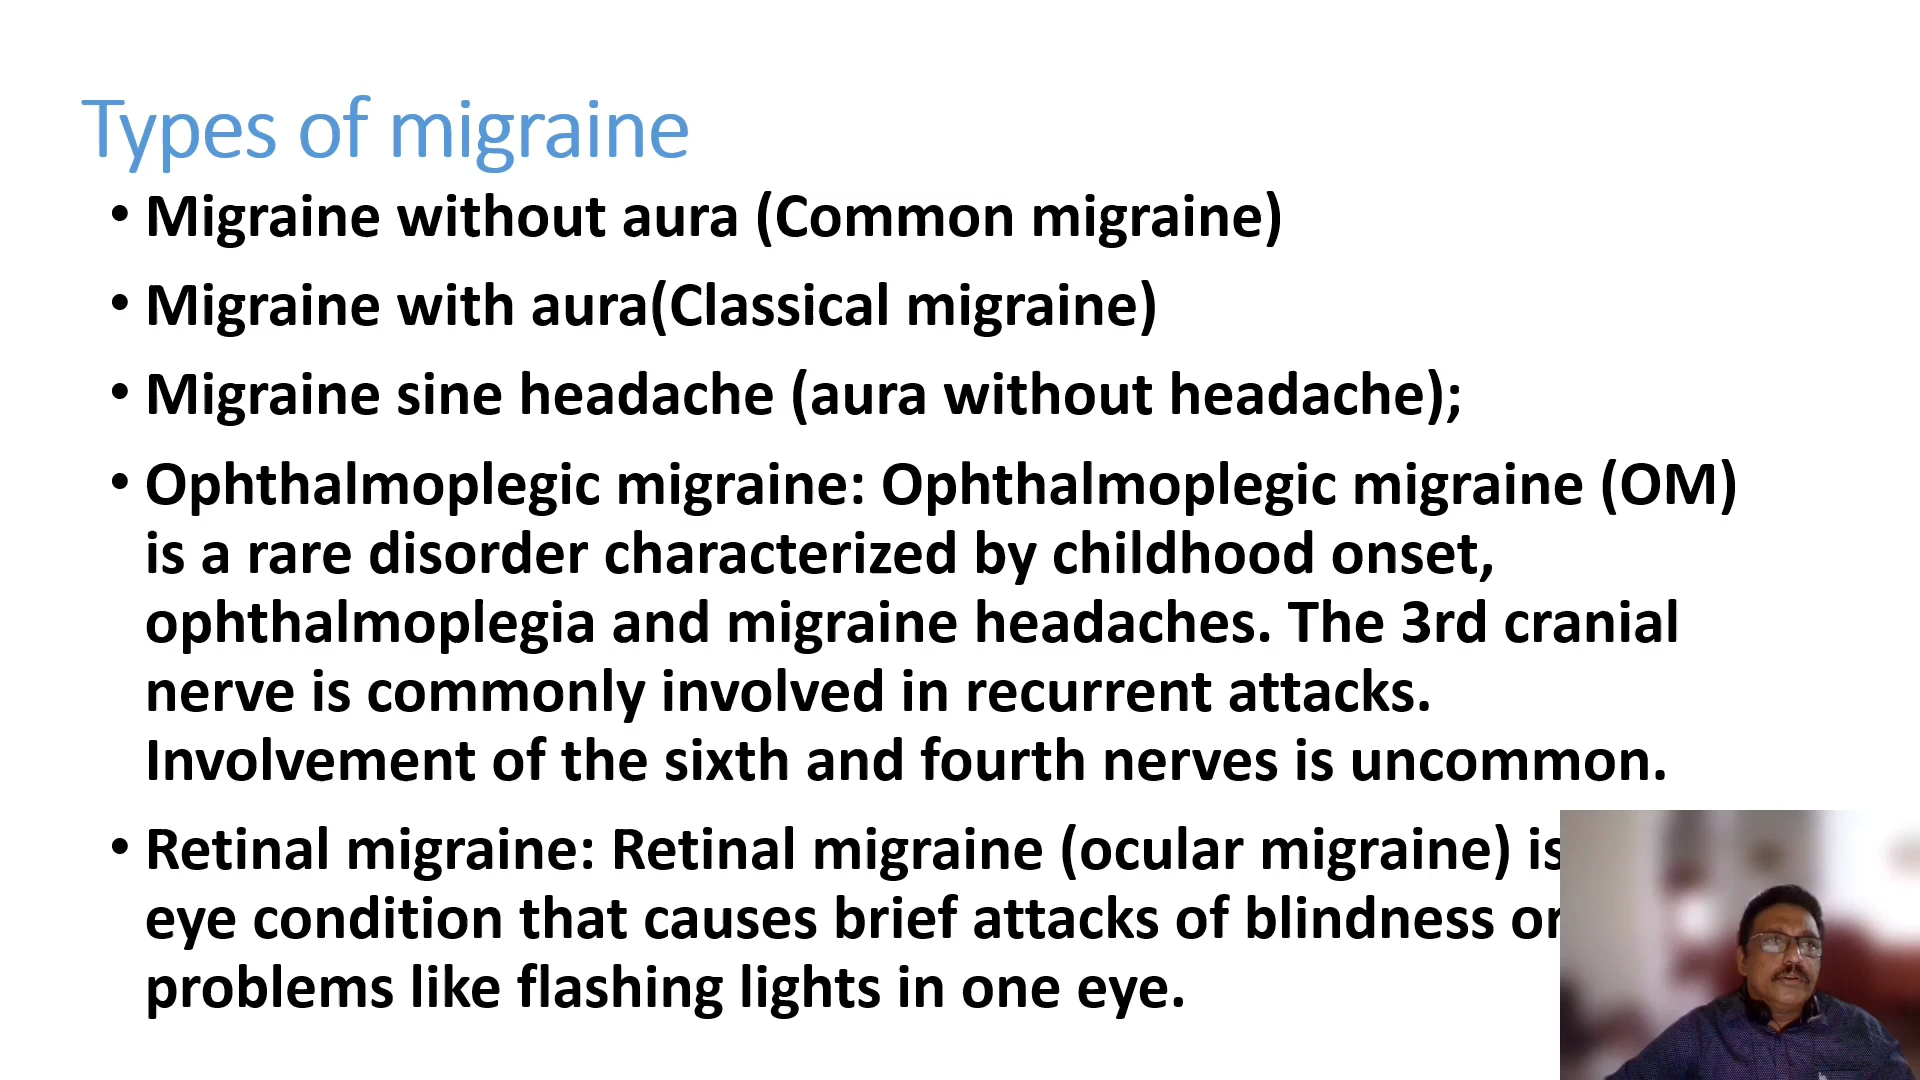 Types of migraine
• Migraine without aura (Common migraine)
• Migraine with aura(Classical migraine)
• Migraine sine headache (aura without headache);
• Ophthalmoplegic migraine: Ophthalmoplegic migraine (OM)
is a rare disorder characterized by childhood onset,
ophthalmoplegia and migraine headaches. The 3rd cranial
nerve is commonly involved in recurrent attacks.
Involvement of the sixth and fourth nerves is uncommon.
• Retinal migraine: Retinal migraine (ocular migraine) is
eye condition that causes brief attacks of blindness or
problems like flashing lights in one eye.